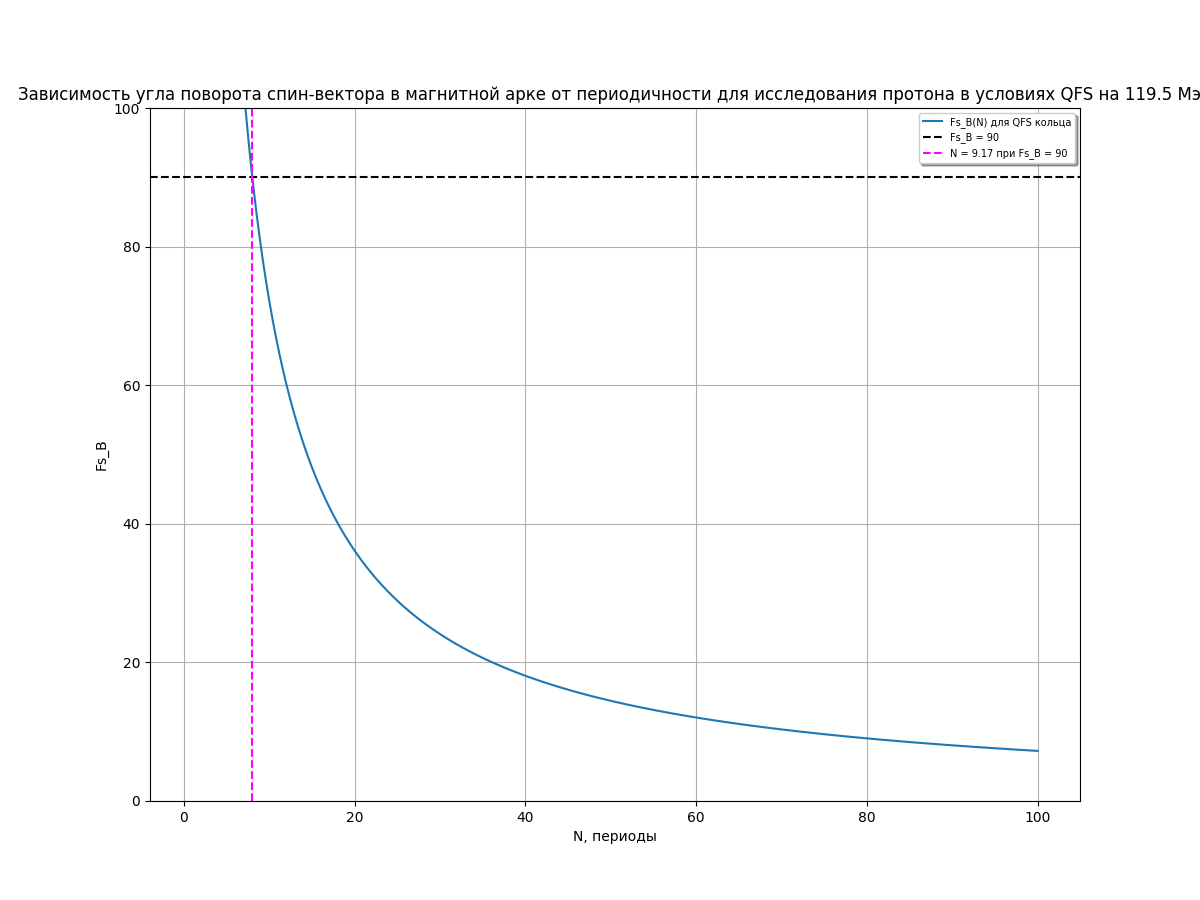 Зависимость угла поворота спин-вектора в магнитной арке от периодичности для исследования протона в условиях QFS на 119.5 Мэ
Fs_B(N) для QFS кольца
Fs_B = 90
N = 9.17 при Fs_B = 90
100
80
60
40
20
0
Fs_B
0 20 40 60 80 100
N, периоды